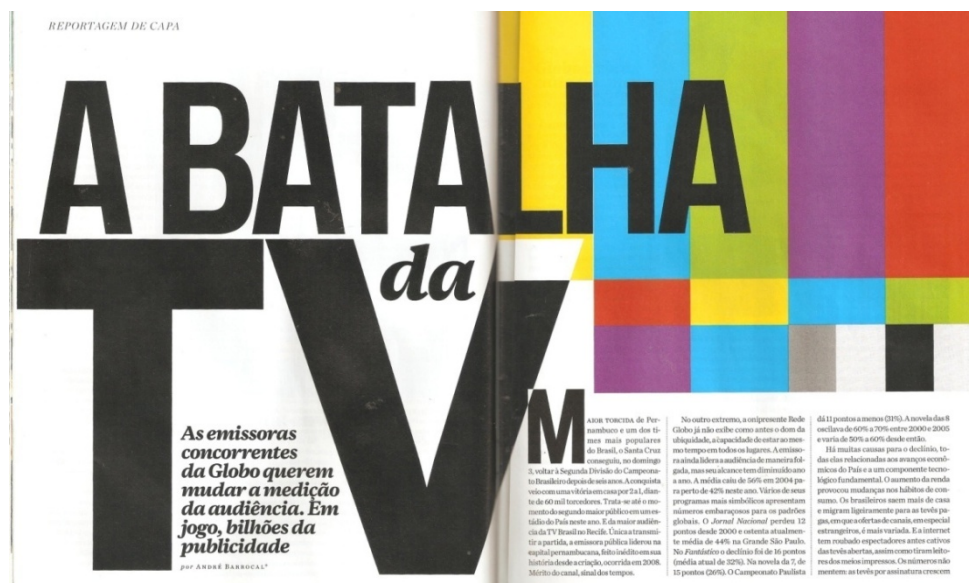 REPORTAGEM DE CAPA
A BATALHA
da
TV
As emissoras
concorrentes
da Globo querem
mudar a medição
da audiência. Em
jogo, bilhões da
publicidade
por ANDRÉ BARROCAL*
MAIOR TORCIDA de Per-
nambuco e um dos ti-
mes mais populares
do Brasil, o Santa Cruz
conseguiu, no domingo
3, voltar à Segunda Divisão do Campeona-
to Brasileiro depois de seis anos. A conquista
veio com uma vitória em casa por 2 a 1, dian-
te de 60 mil torcedores. Trata-se até o mo-
mento do segundo maior público em um es-
tádio do País neste ano. E da maior audiên-
cia da TV Brasil no Recife. Única a transmi-
tir a partida, a emissora pública liderou na
capital pernambucana, feito inédito em sua
história desde a criação, ocorrida em 2008.
Mérito do canal, sinal dos tempos.
No outro extremo, a onipresente Rede
Globo já não exibe como antes o dom da
ubiquidade, a capacidade de estar ao mes-
mo tempo em todos os lugares. A emisso-
ra ainda lidera a audiência de maneira fol-
gada, mas seu alcance tem diminuído ano
a ano. A média caiu de 56% em 2004 pa-
ra perto de 42% neste ano. Vários de seus
programas mais simbólicos apresentam
números embaraçosos para os padrões
globais. O Jornal Nacional perdeu 12
pontos desde 2000 e ostenta atualmen-
te média de 44% na Grande São Paulo.
No Fantástico o declínio foi de 16 pontos
(média atual de 32%). Na novela da 7, de
15 pontos (26%). O Campeonato Paulista
dá 11 pontos a menos (31%). A novela das 8
oscilava de 60% a 70% entre 2000 e 2005
e varia de 50% a 60% desde então.
Há muitas causas para o declínio, to-
das elas relacionadas aos avanços econô-
micos do País e a um componente tecno-
lógico fundamental. O aumento da renda
provocou mudanças nos hábitos de con-
sumo. Os brasileiros saem mais de casa
e migram ligeiramente para as tevês pa-
gas, em que a oferta de canais, em especial
estrangeiros, é mais variada. E a internet
tem roubado espectadores antes cativos
das tevês abertas, assim como tiram leito-
res dos meios impressos. Os números não
mentem: as tevês por assinatura crescem